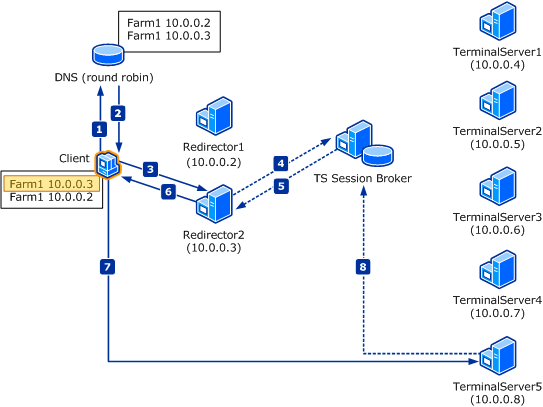 Farm1 10.0.0.2
Farm1 10.0.0.3
DNS (round robin)
1
2
Client
Farm1 10.0.0.3
Farm1 10.0.0.2
3
6
Redirector1
(10.0.0.2)
Redirector2
(10.0.0.3)
4
5
TS Session Broker
7
8
TerminalServer1
(10.0.0.4)
TerminalServer2
(10.0.0.5)
TerminalServer3
(10.0.0.6)
TerminalServer4
(10.0.0.7)
TerminalServer5
(10.0.0.8)